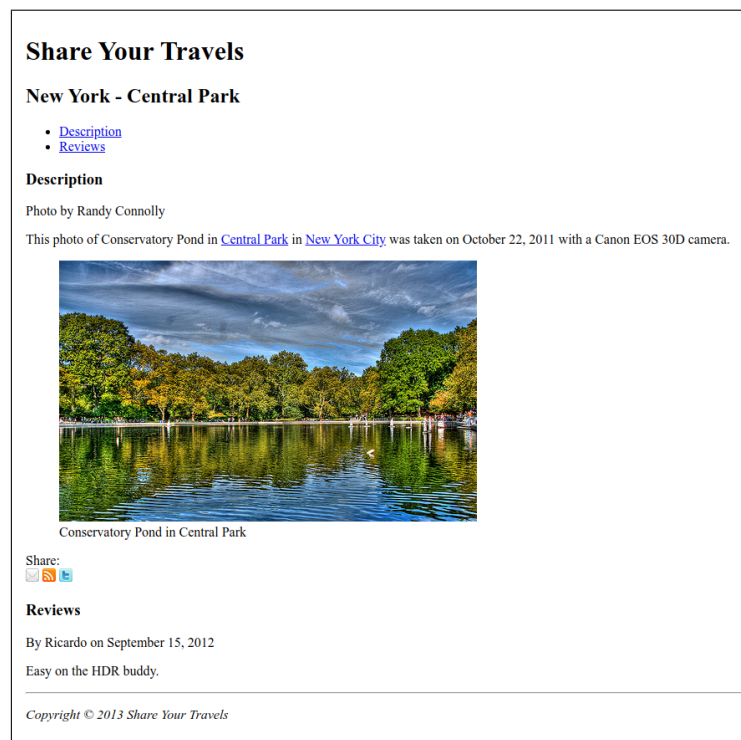 Share Your Travels
New York - Central Park
Description
Reviews
Description
Photo by Randy Connolly
This photo of Conservatory Pond in Central Park in New York City was taken on October 22, 2011 with a Canon EOS 30D camera.
Conservatory Pond in Central Park
Share:
Reviews
By Ricardo on September 15, 2012
Easy on the HDR buddy.
Copyright © 2013 Share Your Travels